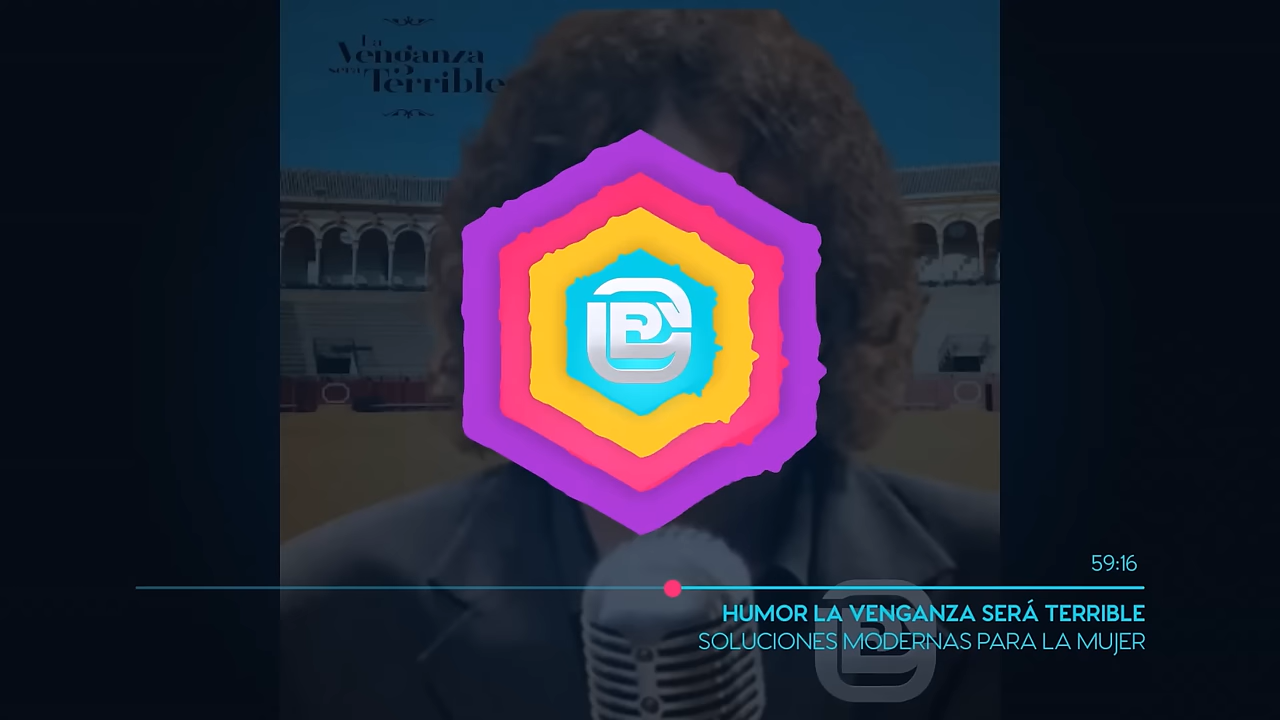 La
Venganza
será
Terrible
59:16
HUMOR LA VENGANZA SERÁ TERRIBLE
SOLUCIONES MODERNAS PARA LA MUJER